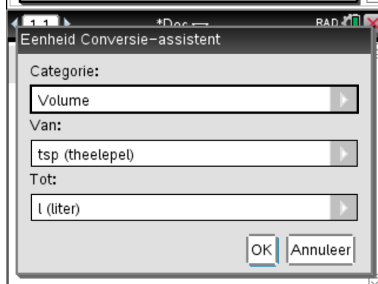 1.1 *Doc RAD
Eenheid Conversie-assistent
Categorie:
Volume
Van:
tsp (theelepel)
Tot:
l (liter)
OK Annuleer